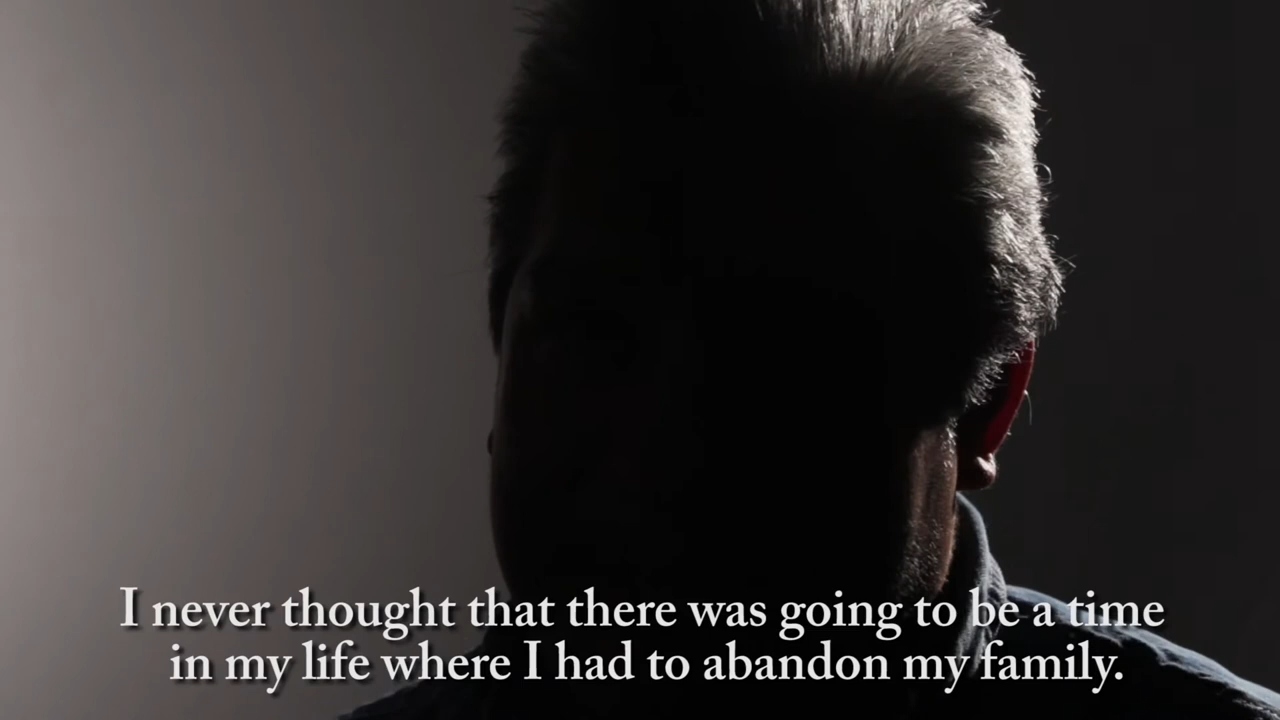 I never thought that there was going to be a time
in my life where I had to abandon my family.